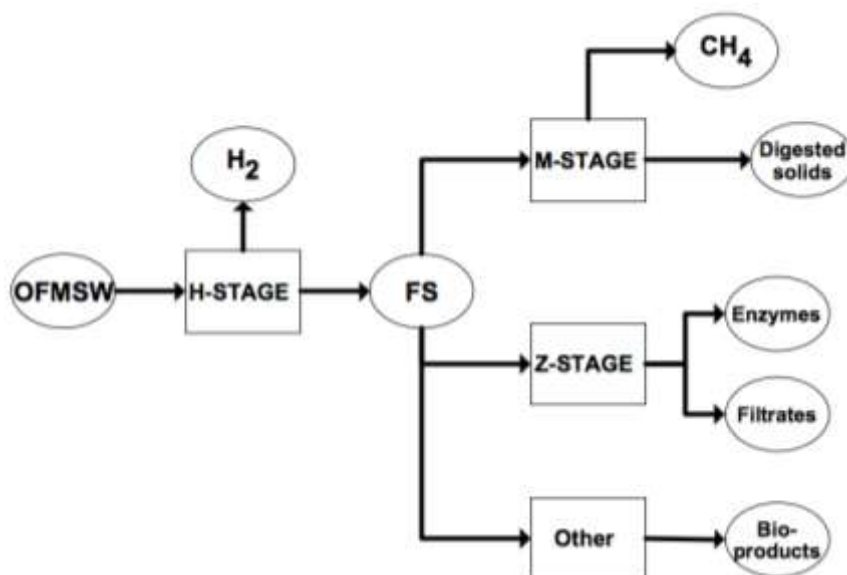 CH4
H2
M-STAGE
Digested
solids
OFMSW
H-STAGE
FS
Enzymes
Z-STAGE
Filtrates
Other
Bio-
products